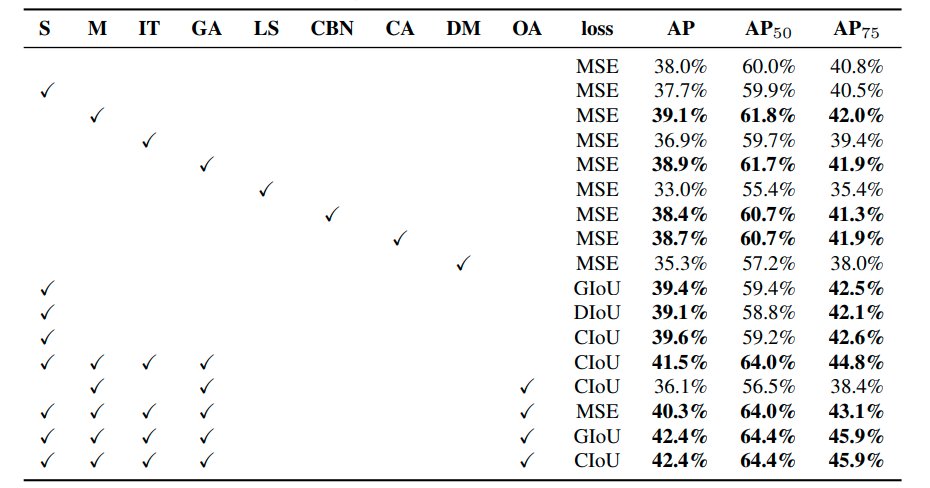 S M IT GA LS CBN CA DM OA loss AP AP₅₀ AP₇₅
MSE 38.0% 60.0% 40.8%
✓ MSE 37.7% 59.9% 40.5%
✓ MSE 39.1% 61.8% 42.0%
✓ MSE 36.9% 59.7% 39.4%
✓ MSE 38.9% 61.7% 41.9%
✓ MSE 33.0% 55.4% 35.4%
✓ MSE 38.4% 60.7% 41.3%
✓ MSE 38.7% 60.7% 41.9%
✓ MSE 35.3% 57.2% 38.0%
✓ GIoU 39.4% 59.4% 42.5%
✓ DIoU 39.1% 58.8% 42.1%
✓ CIoU 39.6% 59.2% 42.6%
✓ ✓ ✓ ✓ CIoU 41.5% 64.0% 44.8%
✓ ✓ ✓ CIoU 36.1% 56.5% 38.4%
✓ ✓ ✓ ✓ ✓ MSE 40.3% 64.0% 43.1%
✓ ✓ ✓ ✓ ✓ GIoU 42.4% 64.4% 45.9%
✓ ✓ ✓ ✓ ✓ CIoU 42.4% 64.4% 45.9%